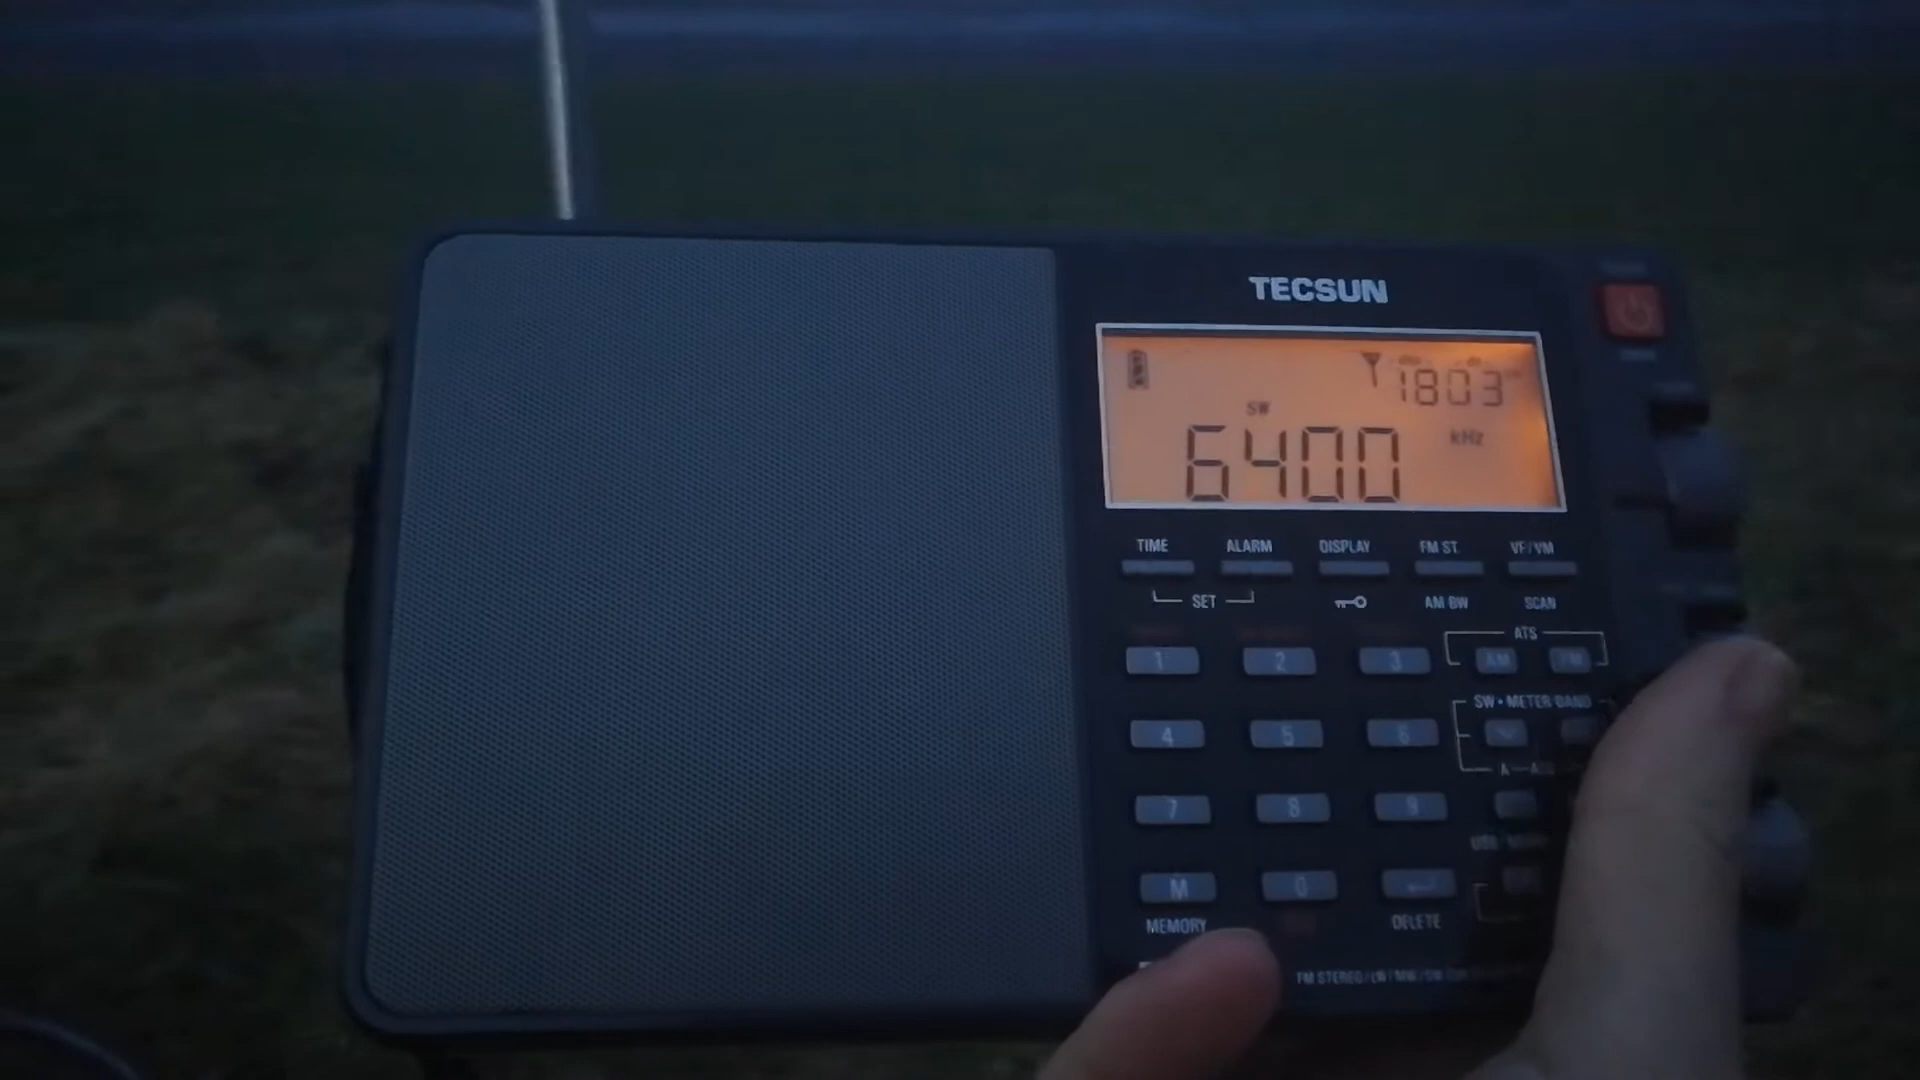 TECSUN
1803
SW
6400 kHz
TIME ALARM DISPLAY FM ST. VF/VM
SET AM BW SCAN
ATS
1 2 3 AM FM
SW • METER BAND
4 5 6
7 8 9
M 0
MEMORY DELETE